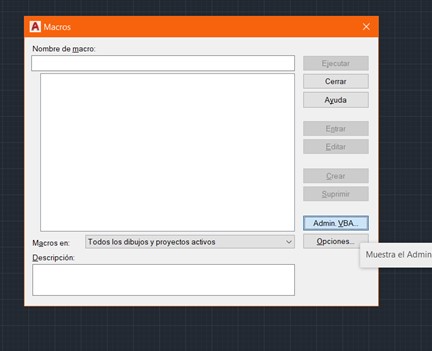 A Macros
Nombre de macro:
Ejecutar
Cerrar
Ayuda
Entrar
Editar
Crear
Suprimir
Admin. VBA...
Macros en: Todos los dibujos y proyectos activos
Opciones...
Muestra el Admin
Descripción: